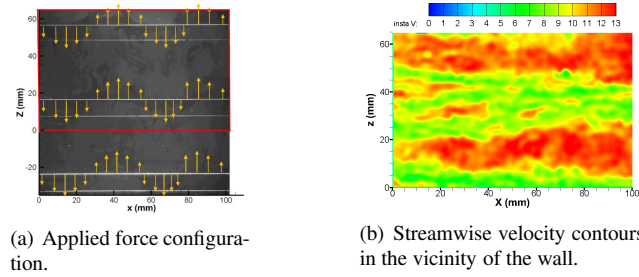 insta V: 0 1 2 3 4 5 6 7 8 9 10 11 12 13
60
40
20
0
-20
Z (mm)
0 20 40 60 80 100
x (mm)
60
40
20
0
z (mm)
0 20 40 60 80 100
X (mm)
(a) Applied force configura-
tion.
(b) Streamwise velocity contours
in the vicinity of the wall.